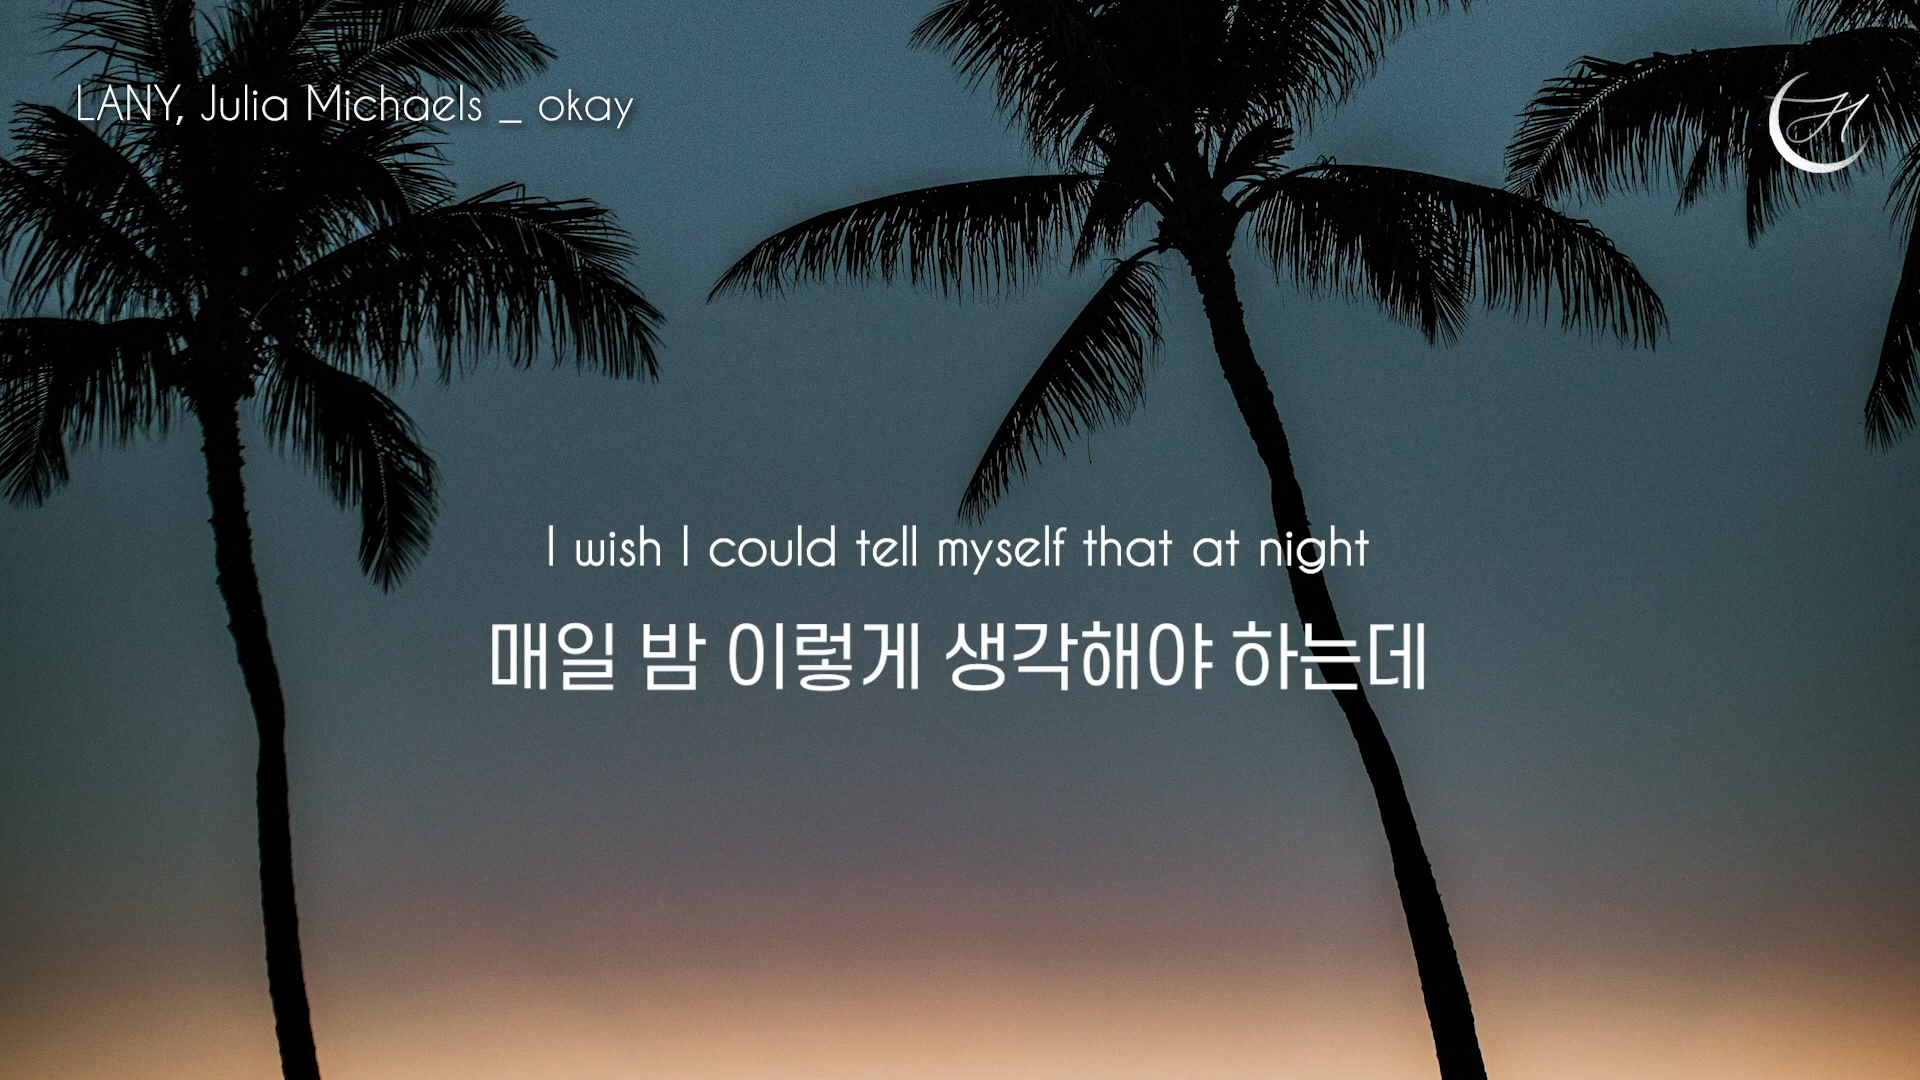 LANY, Julia Michaels _ okay
I wish I could tell myself that at night
매일 밤 이렇게 생각해야 하는데